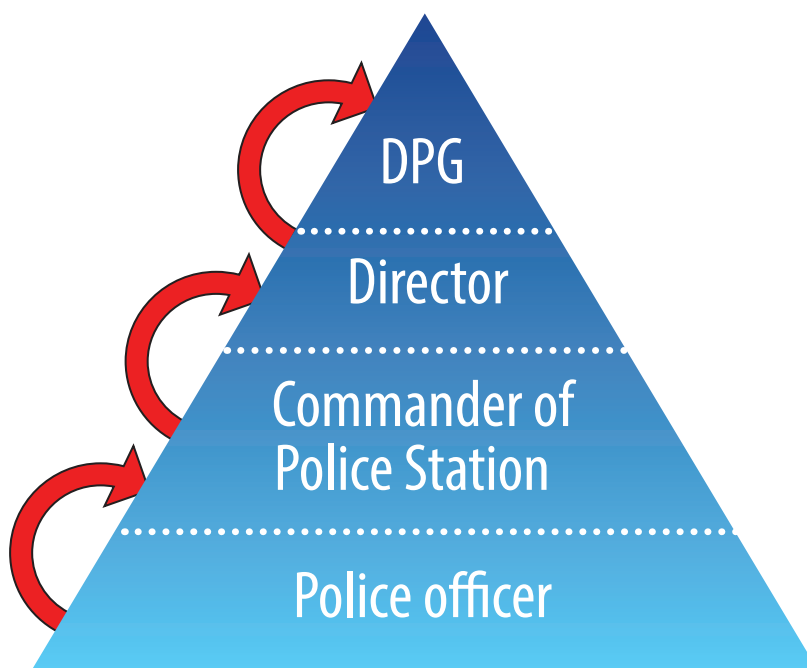 DPG
Director
Commander of
Police Station
Police officer